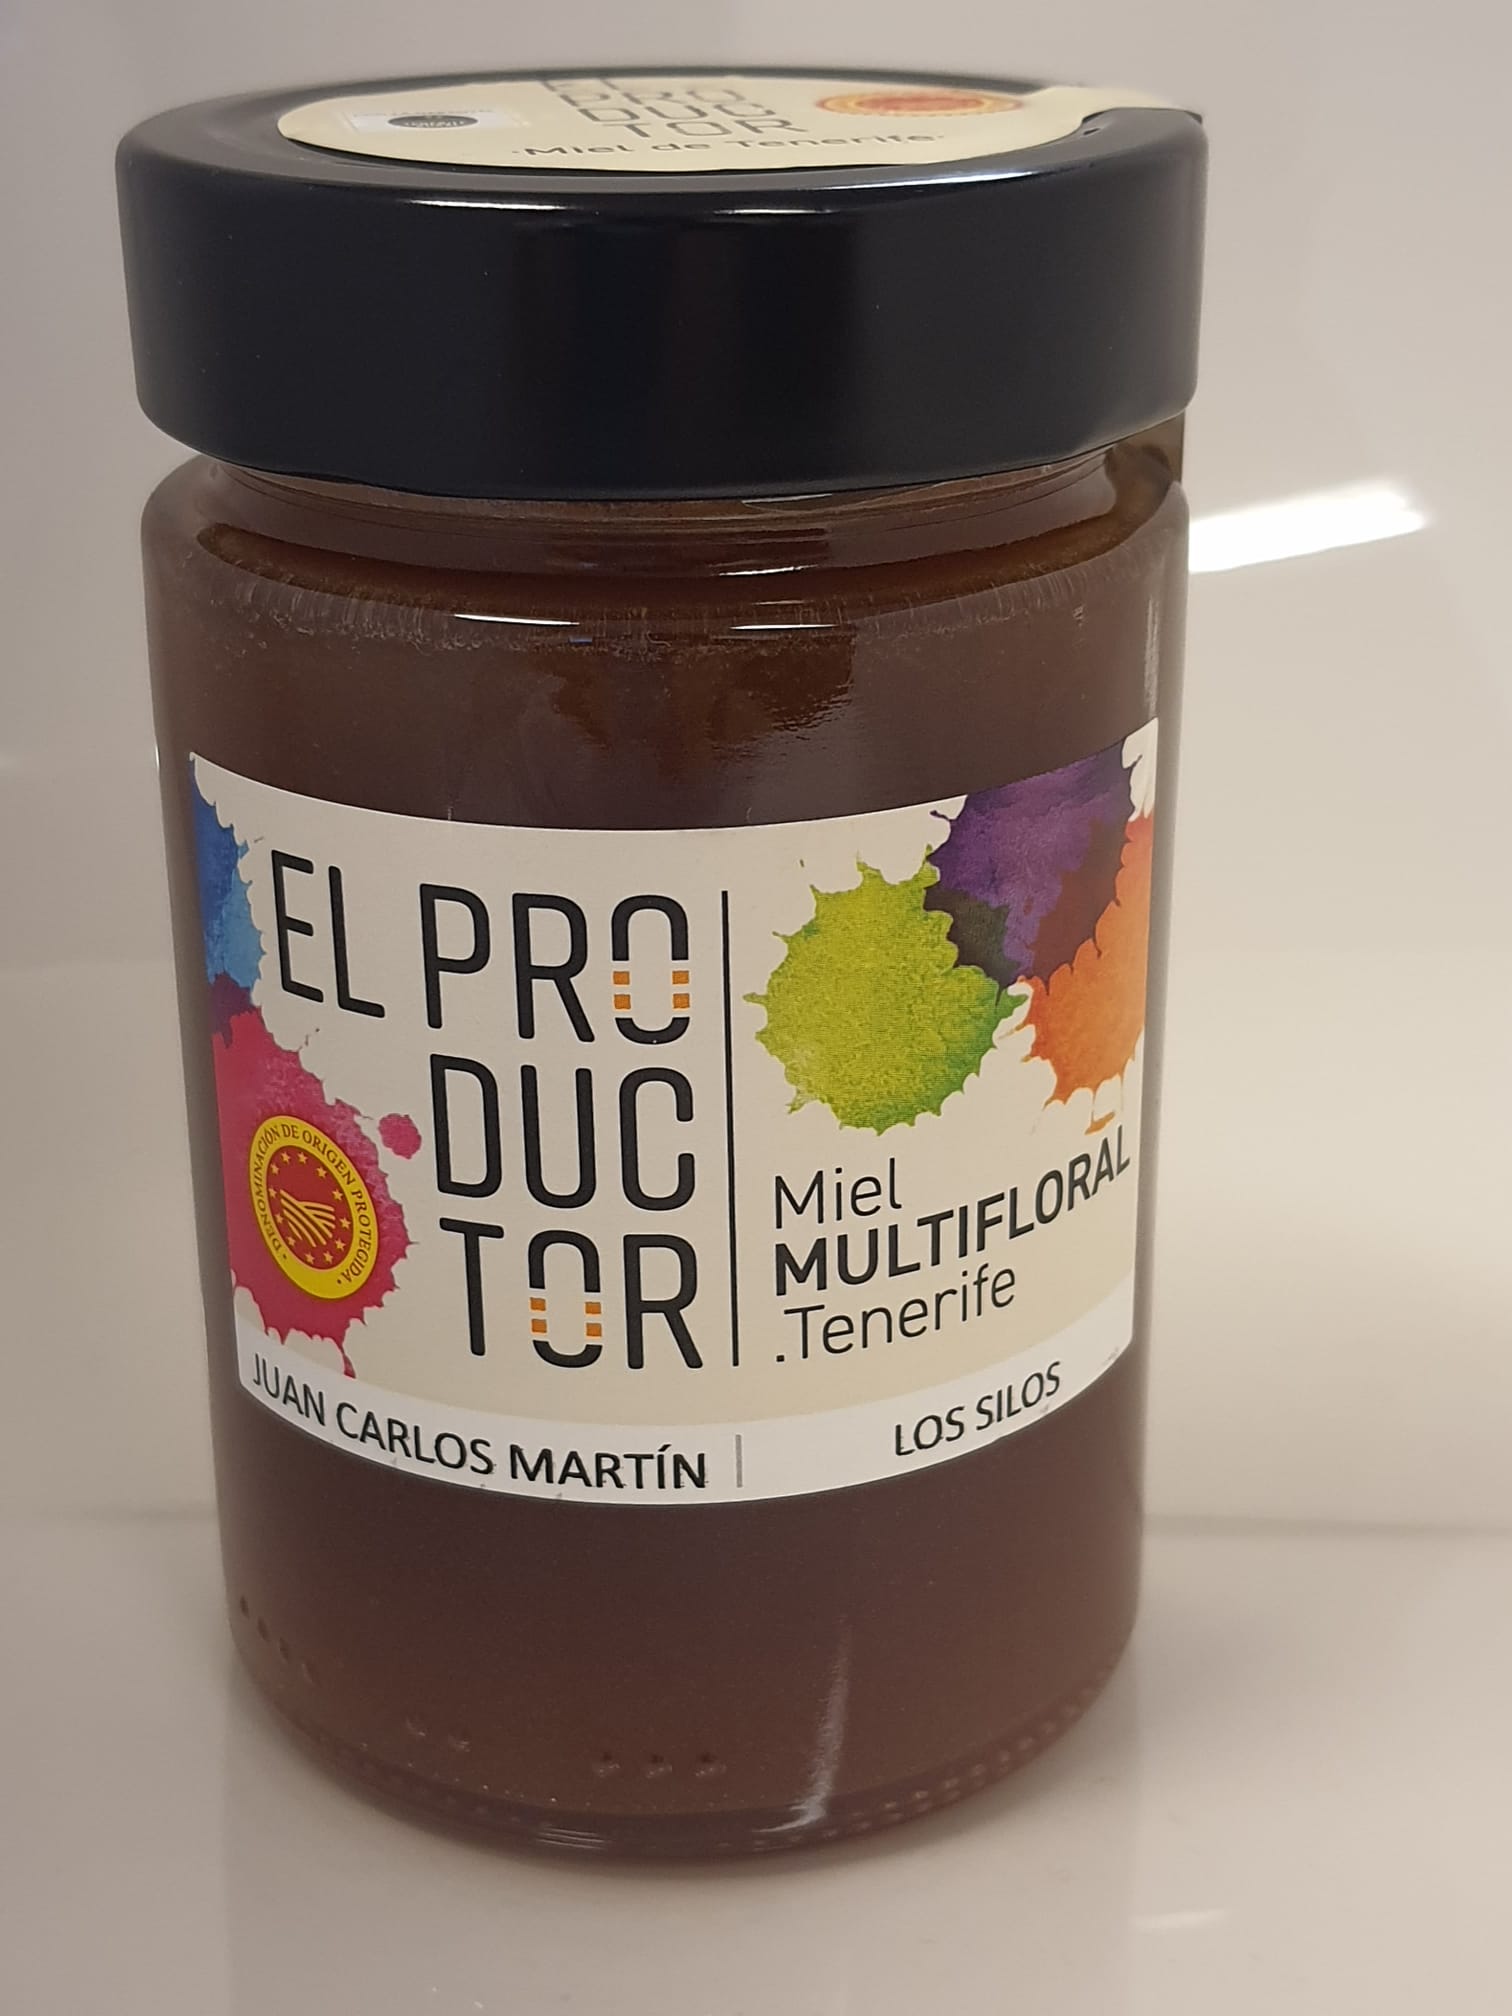 EL PRO
DUC
TOR
·Miel de Tenerife·
EL PRO
DUC
TOR
DENOMINACIÓN DE ORIGEN PROTEGIDA
Miel
MULTIFLORAL
.Tenerife
JUAN CARLOS MARTÍN
LOS SILOS